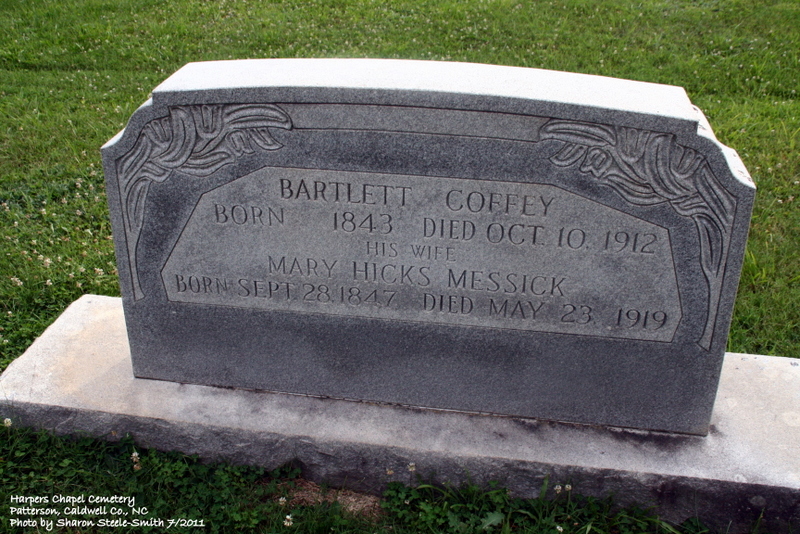 BARTLETT COFFEY
BORN 1843 DIED OCT. 10, 1912
HIS WIFE
MARY HICKS MESSICK
BORN SEPT. 28, 1847 DIED MAY 23, 1919
Harpers Chapel Cemetery
Patterson, Caldwell Co., NC
Photo by Sharon Steele-Smith 7/2011